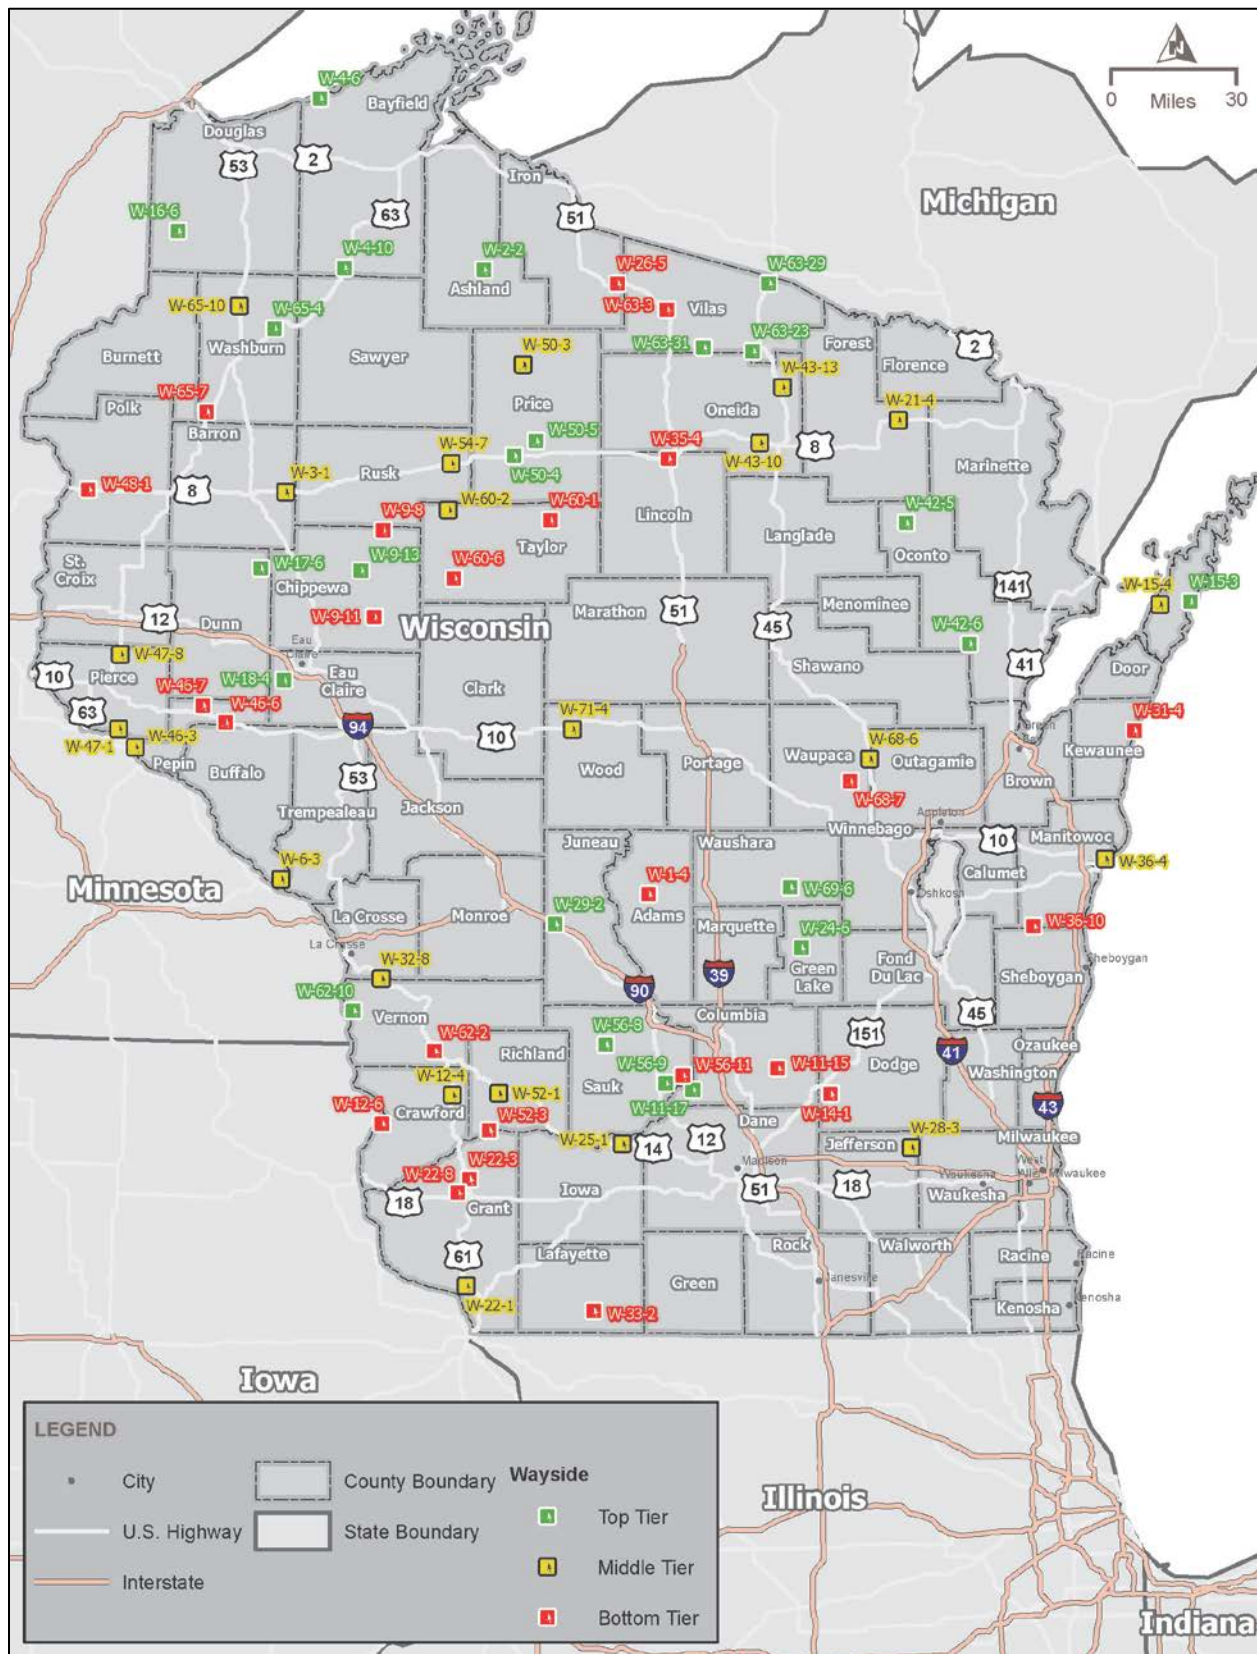 W-4-6
Bayfield
N
0 Miles 30
Douglas
53
2
Iron
63
51
Michigan
W-16-6
W-4-10
W-2-2
Ashland
W-26-5
W-63-29
W-65-10
W-65-4
W-63-3
Vilas
Washburn
Burnett
Sawyer
W-63-31
W-63-23
Forest
2
W-50-3
W-43-13
Florence
Polk
W-65-7
Price
Oneida
W-21-4
Barron
W-50-5
W-54-7
W-35-4
W-50-4
W-43-10
8
Marinette
Rusk
W-3-1
W-48-1
8
W-60-2
W-9-8
W-60-1
Lincoln
W-42-5
Langlade
Taylor
Oconto
St.
Croix
W-17-6
W-9-13
W-60-6
Chippewa
141
W-15-4
W-15-3
Menominee
W-9-11
Marathon
51
12
Dunn
Wisconsin
45
W-42-6
Eau
Claire
W-47-8
Pierce
10
W-18-4
Eau
Claire
Clark
Shawano
41
Door
W-45-7
63
W-46-6
94
10
W-71-4
W-31-4
W-47-1
W-46-3
Pepin
Buffalo
Wood
Portage
Waupaca
W-68-6
Outagamie
Kewaunee
53
W-68-7
Brown
Trempealeau
Jackson
Appleton
Winnebago
Juneau
Waushara
10
Manitowoc
W-6-3
W-36-4
Minnesota
W-1-4
W-69-6
Calumet
Oshkosh
La Crosse
Monroe
W-29-2
Adams
Marquette
W-24-6
W-36-10
La Crosse
Green
Lake
Fond
Du Lac
Sheboygan
Sheboygan
W-32-8
90
39
W-62-10
Vernon
Columbia
45
W-56-8
151
W-62-2
Richland
Ozaukee
W-56-9
W-56-11
W-11-15
Dodge
41
Sauk
Washington
W-12-4
W-52-1
W-11-17
W-14-1
43
Crawford
W-12-6
W-52-3
Dane
W-25-1
14
12
Jefferson
W-28-3
Milwaukee
W-22-3
Madison
West
Allis
Milwaukee
Waukesha
W-22-8
18
Grant
Iowa
51
18
Waukesha
61
Lafayette
Rock
Walworth
Racine
Racine
Green
Janesville
W-22-1
W-33-2
Kenosha
Kenosha
Iowa
Illinois
Indiana
LEGEND
City
U.S. Highway
Interstate
County Boundary
State Boundary
Wayside
Top Tier
Middle Tier
Bottom Tier